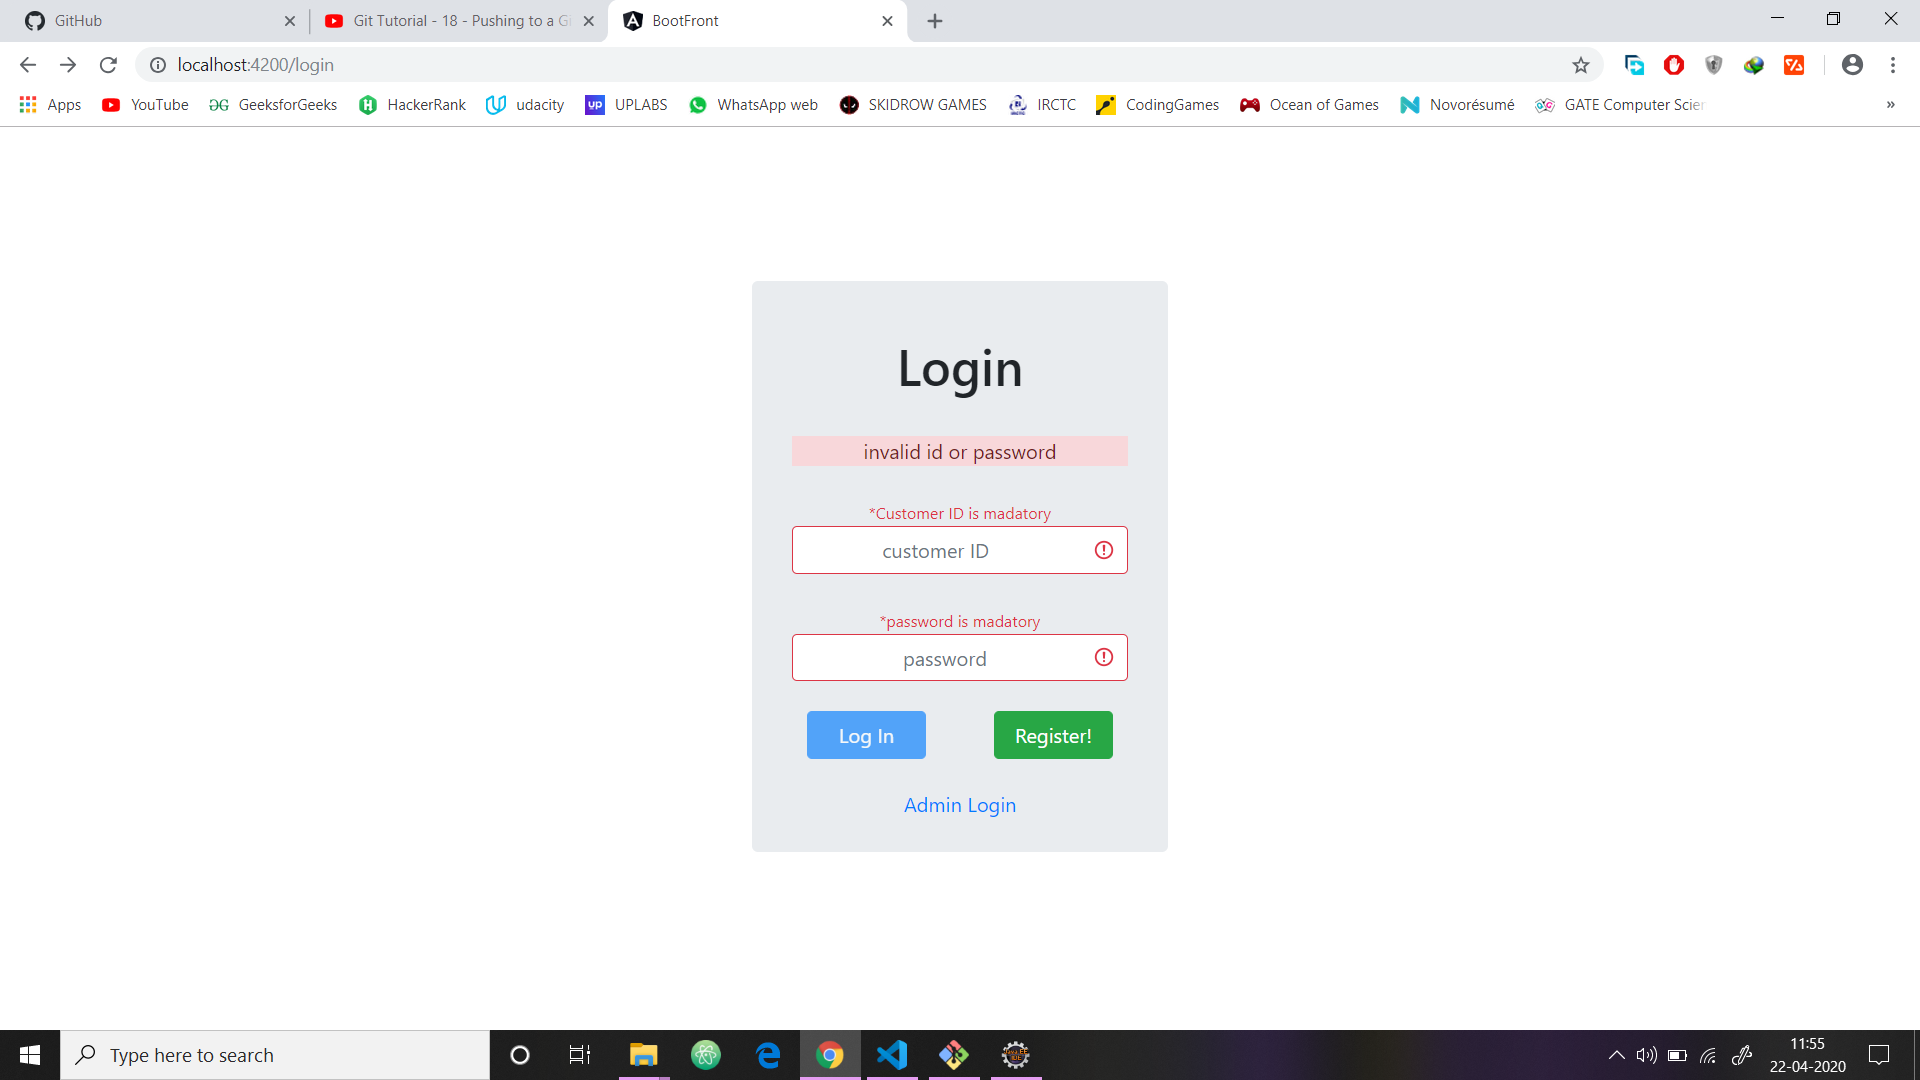 GitHub
Git Tutorial - 18 - Pushing to a Gi
BootFront
localhost:4200/login
Apps
YouTube
GeeksforGeeks
HackerRank
udacity
UP
UPLABS
WhatsApp web
SKIDROW GAMES
IRCTC
CodingGames
Ocean of Games
Novorésumé
GATE Computer Scien
»
Login
invalid id or password
*Customer ID is madatory
customer ID
*password is madatory
password
Log In
Register!
Admin Login
Type here to search
11:55
22-04-2020